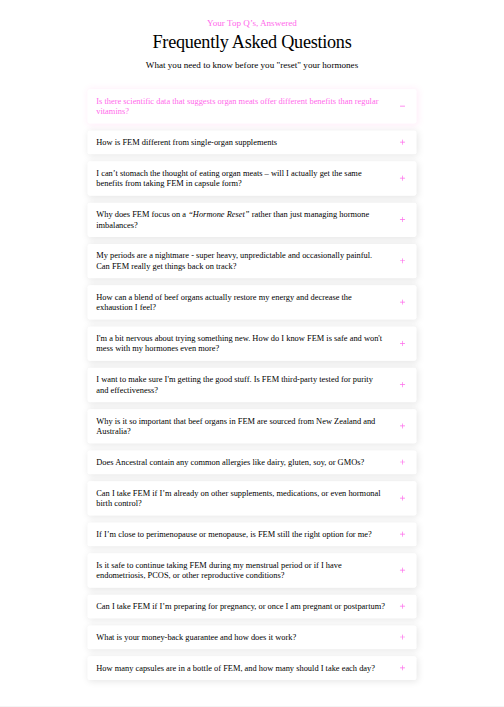 Your Top Q's, Answered
Frequently Asked Questions
What you need to know before you "reset" your hormones
Is there scientific data that suggests organ meats offer different benefits than regular
vitamins?
How is FEM different from single-organ supplements
I can't stomach the thought of eating organ meats – will I actually get the same
benefits from taking FEM in capsule form?
Why does FEM focus on a “Hormone Reset” rather than just managing hormone
imbalances?
My periods are a nightmare - super heavy, unpredictable and occasionally painful.
Can FEM really get things back on track?
How can a blend of beef organs actually restore my energy and decrease the
exhaustion I feel?
I'm a bit nervous about trying something new. How do I know FEM is safe and won't
mess with my hormones even more?
I want to make sure I'm getting the good stuff. Is FEM third-party tested for purity
and effectiveness?
Why is it so important that beef organs in FEM are sourced from New Zealand and
Australia?
Does Ancestral contain any common allergies like dairy, gluten, soy, or GMOs?
Can I take FEM if I’m already on other supplements, medications, or even hormonal
birth control?
If I’m close to perimenopause or menopause, is FEM still the right option for me?
Is it safe to continue taking FEM during my menstrual period or if I have
endometriosis, PCOS, or other reproductive conditions?
Can I take FEM if I’m preparing for pregnancy, or once I am pregnant or postpartum?
What is your money-back guarantee and how does it work?
How many capsules are in a bottle of FEM, and how many should I take each day?